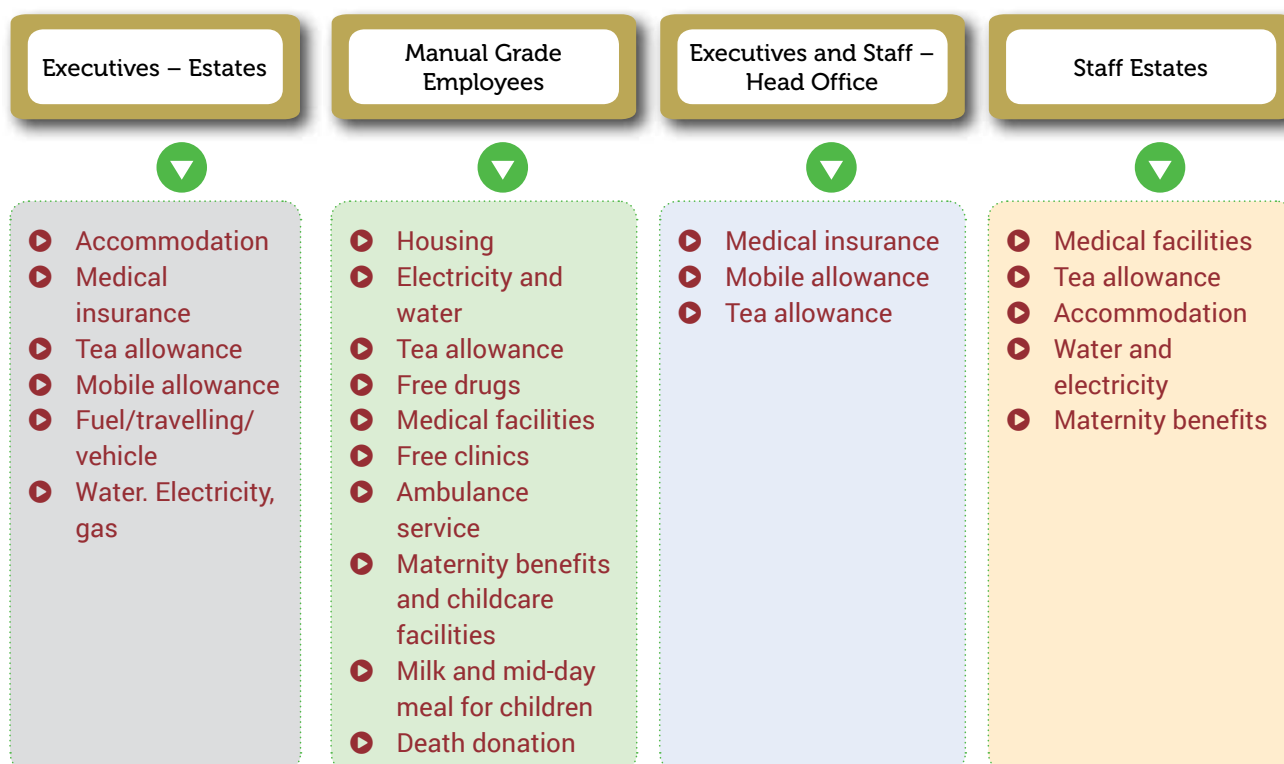 Executives – Estates
Manual Grade
Employees
Executives and Staff –
Head Office
Staff Estates
Accommodation
Medical
insurance
Tea allowance
Mobile allowance
Fuel/travelling/
vehicle
Water. Electricity,
gas
Housing
Electricity and
water
Tea allowance
Free drugs
Medical facilities
Free clinics
Ambulance
service
Maternity benefits
and childcare
facilities
Milk and mid-day
meal for children
Death donation
Medical insurance
Mobile allowance
Tea allowance
Medical facilities
Tea allowance
Accommodation
Water and
electricity
Maternity benefits